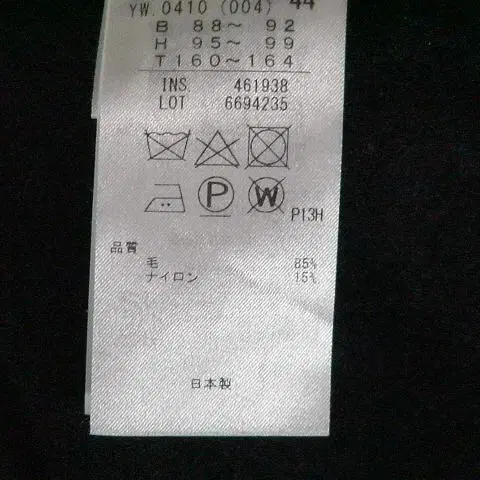 YW.0410 (004) 44
B 88～ 92
H 95～ 99
T160～164
INS. 461938
LOT 6694235
P W P13H
品質
毛 85%
ナイロン 15%
日本製